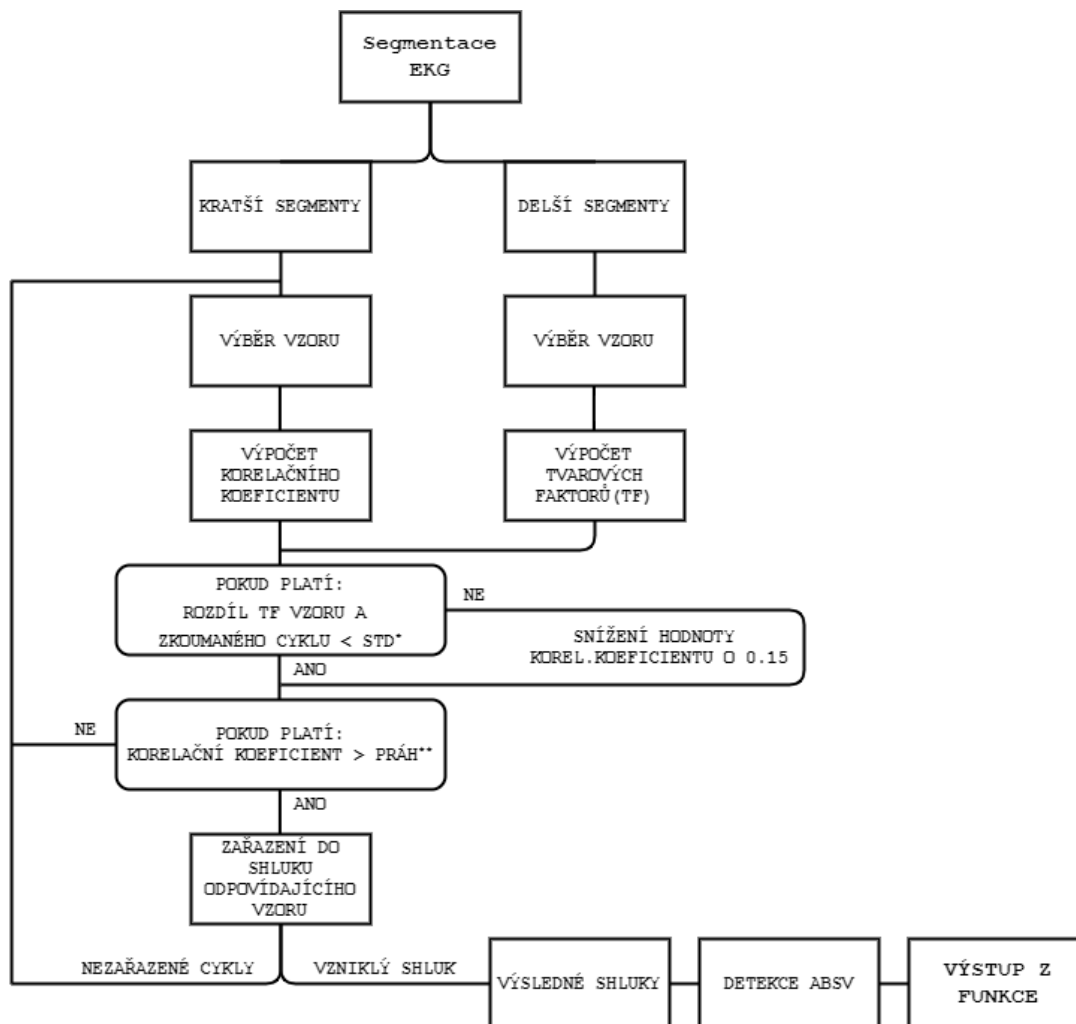 Segmentace
EKG
KRATŠÍ SEGMENTY
DELŠÍ SEGMENTY
VÝBĚR VZORU
VÝBĚR VZORU
VÝPOČET
KORELAČNÍHO
KOEFICIENTU
VÝPOČET
TVAROVÝCH
FAKTORŮ(TF)
POKUD PLATÍ:
ROZDÍL TF VZORU A
ZKOUMANÉHO CYKLU < STD*
NE
SNÍŽENÍ HODNOTY
KOREL.KOEFICIENTU O 0.15
ANO
NE
POKUD PLATÍ:
KORELAČNÍ KOEFICIENT > PRÁH**
ANO
ZAŘAZENÍ DO
SHLUKU
ODPOVÍDAJÍCÍHO
VZORU
NEZAŘAZENÉ CYKLY
VZNIKLÝ SHLUK
VÝSLEDNÉ SHLUKY
DETEKCE ABSV
VÝSTUP Z
FUNKCE